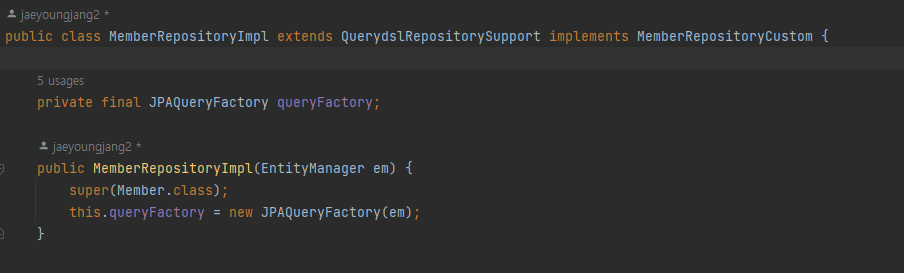 jaeyoungjang2 *
public class MemberRepositoryImpl extends QuerydslRepositorySupport implements MemberRepositoryCustom {
5 usages
private final JPAQueryFactory queryFactory;
jaeyoungjang2 *
public MemberRepositoryImpl(EntityManager em) {
super(Member.class);
this.queryFactory = new JPAQueryFactory(em);
}